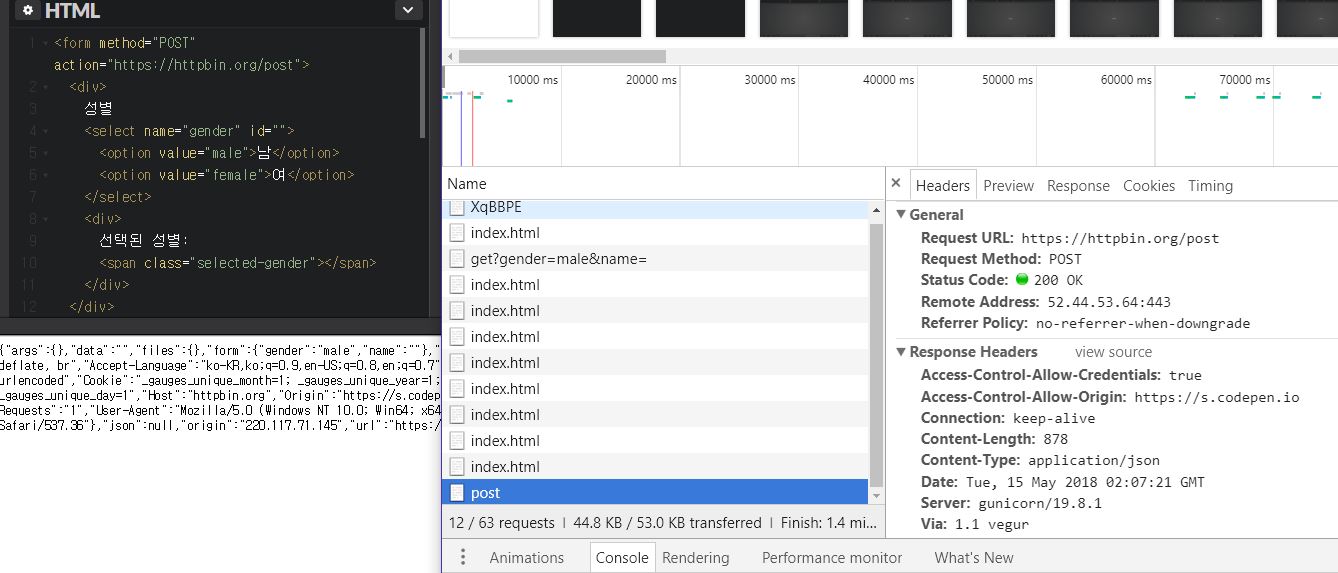 HTML
1 <form method="POST"
action="https://httpbin.org/post">
2 <div>
3 성별
4 <select name="gender" id="">
5 <option value="male">남</option>
6 <option value="female">여</option>
7 </select>
8 <div>
9 선택된 성별:
10 <span class="selected-gender"></span>
11 </div>
12 </div>
{"args":{},"data":"","files":{},"form":{"gender":"male","name":""},"
deflate, br","Accept-Language":"ko-KR,ko;q=0.9,en-US;q=0.8,en;q=0.7"
urlencoded","Cookie":"_gauges_unique_month=1; _gauges_unique_year=1;
_gauges_unique_day=1","Host":"httpbin.org","Origin":"https://s.codep
Requests":"1","User-Agent":"Mozilla/5.0 (Windows NT 10.0; Win64; x64
Safari/537.36"},"json":null,"origin":"220.117.71.145","url":"https:/
10000 ms 20000 ms 30000 ms 40000 ms 50000 ms 60000 ms 70000 ms
Name
XqBBPE
index.html
get?gender=male&name=
index.html
index.html
index.html
index.html
index.html
index.html
index.html
index.html
post
12 / 63 requests | 44.8 KB / 53.0 KB transferred | Finish: 1.4 mi...
Headers Preview Response Cookies Timing
General
Request URL: https://httpbin.org/post
Request Method: POST
Status Code: 200 OK
Remote Address: 52.44.53.64:443
Referrer Policy: no-referrer-when-downgrade
Response Headers view source
Access-Control-Allow-Credentials: true
Access-Control-Allow-Origin: https://s.codepen.io
Connection: keep-alive
Content-Length: 878
Content-Type: application/json
Date: Tue, 15 May 2018 02:07:21 GMT
Server: gunicorn/19.8.1
Via: 1.1 vegur
Animations Console Rendering Performance monitor What's New